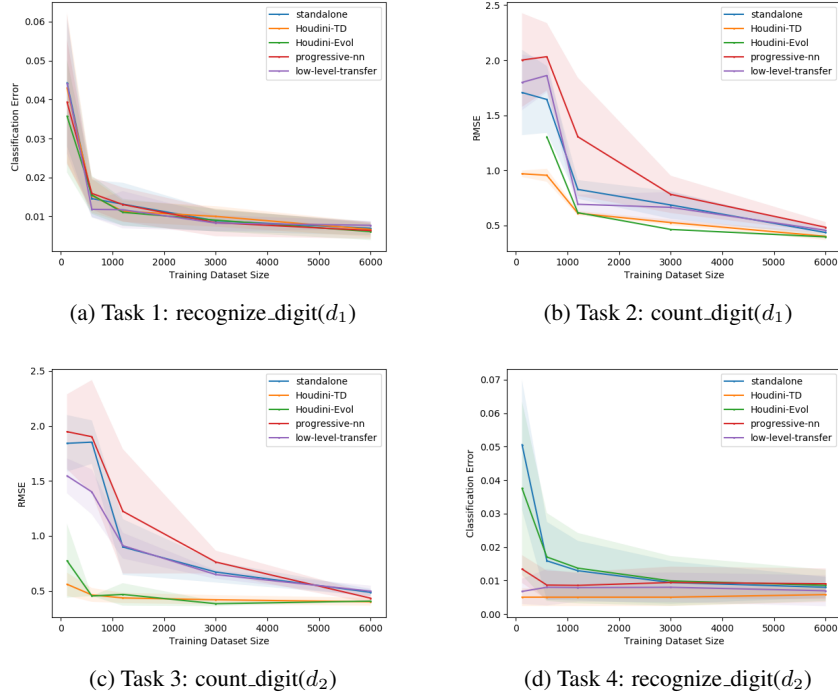 0.06
0.05
0.04
0.03
0.02
0.01
Classification Error
0 1000 2000 3000 4000 5000 6000
Training Dataset Size
standalone
Houdini-TD
Houdini-Evol
progressive-nn
low-level-transfer
(a) Task 1: recognize_digit(d1)
2.5
2.0
1.5
1.0
0.5
RMSE
0 1000 2000 3000 4000 5000 6000
Training Dataset Size
standalone
Houdini-TD
Houdini-Evol
progressive-nn
low-level-transfer
(b) Task 2: count_digit(d1)
2.5
2.0
1.5
1.0
0.5
RMSE
0 1000 2000 3000 4000 5000 6000
Training Dataset Size
standalone
Houdini-TD
Houdini-Evol
progressive-nn
low-level-transfer
(c) Task 3: count_digit(d2)
0.07
0.06
0.05
0.04
0.03
0.02
0.01
0.00
Classification Error
0 1000 2000 3000 4000 5000 6000
Training Dataset Size
standalone
Houdini-TD
Houdini-Evol
progressive-nn
low-level-transfer
(d) Task 4: recognize_digit(d2)